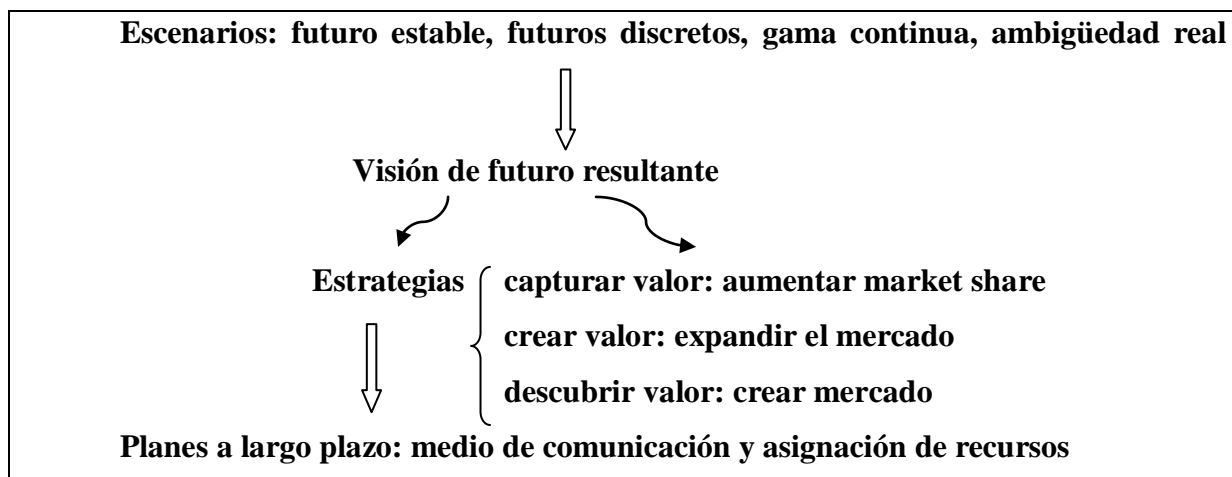 Escenarios: futuro estable, futuros discretos, gama continua, ambigüedad real
Visión de futuro resultante
Estrategias capturar valor: aumentar market share
crear valor: expandir el mercado
descubrir valor: crear mercado
Planes a largo plazo: medio de comunicación y asignación de recursos